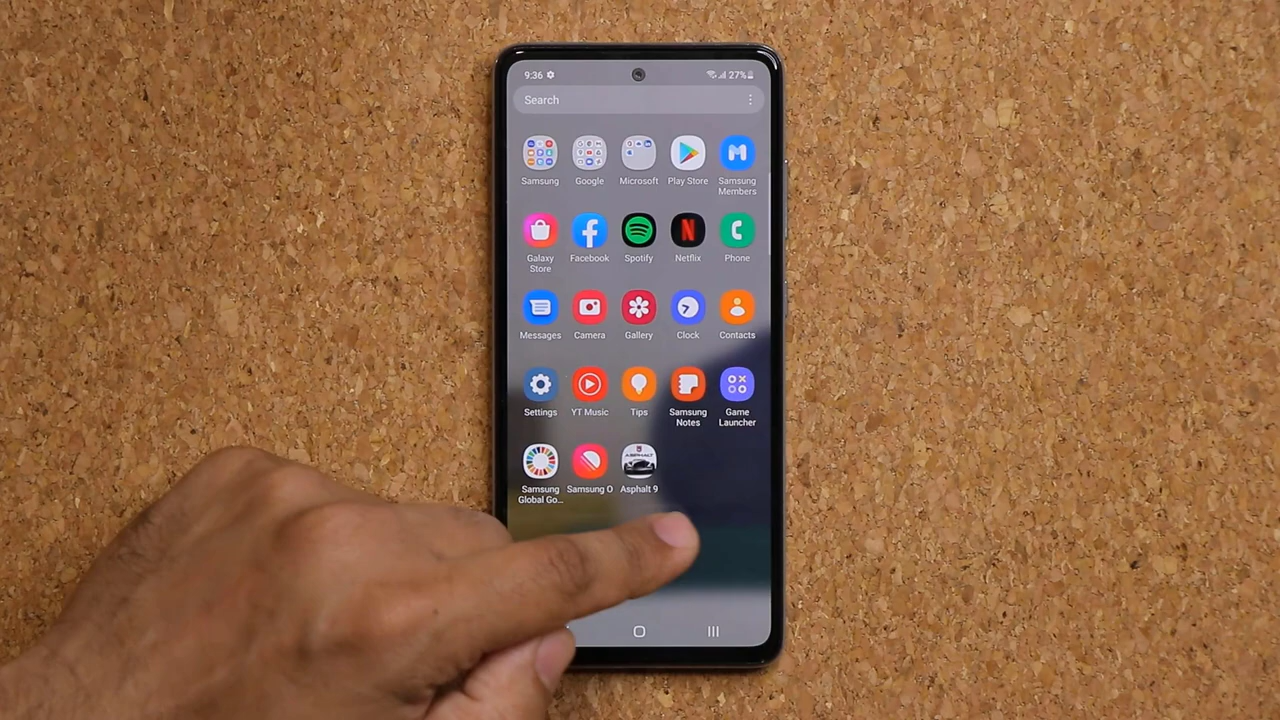 9:36
27%
Search
Samsung
Google
Microsoft
Play Store
Samsung
Members
Galaxy
Store
Facebook
Spotify
Netflix
Phone
Messages
Camera
Gallery
Clock
Contacts
Settings
YT Music
Tips
Samsung
Notes
Game
Launcher
Samsung
Global Go...
Samsung O
ASPHALT
Asphalt 9